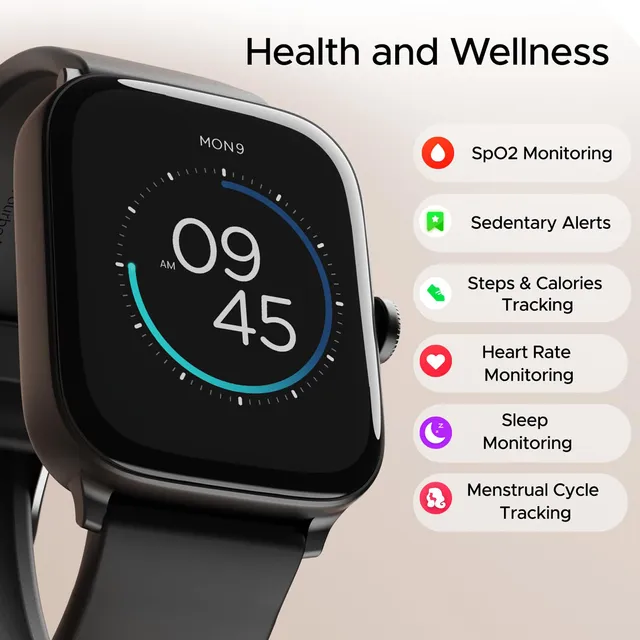 Health and Wellness
MON9
09
AM
45
SpO2 Monitoring
Sedentary Alerts
Steps & Calories
Tracking
Heart Rate
Monitoring
Sleep
Monitoring
Menstrual Cycle
Tracking